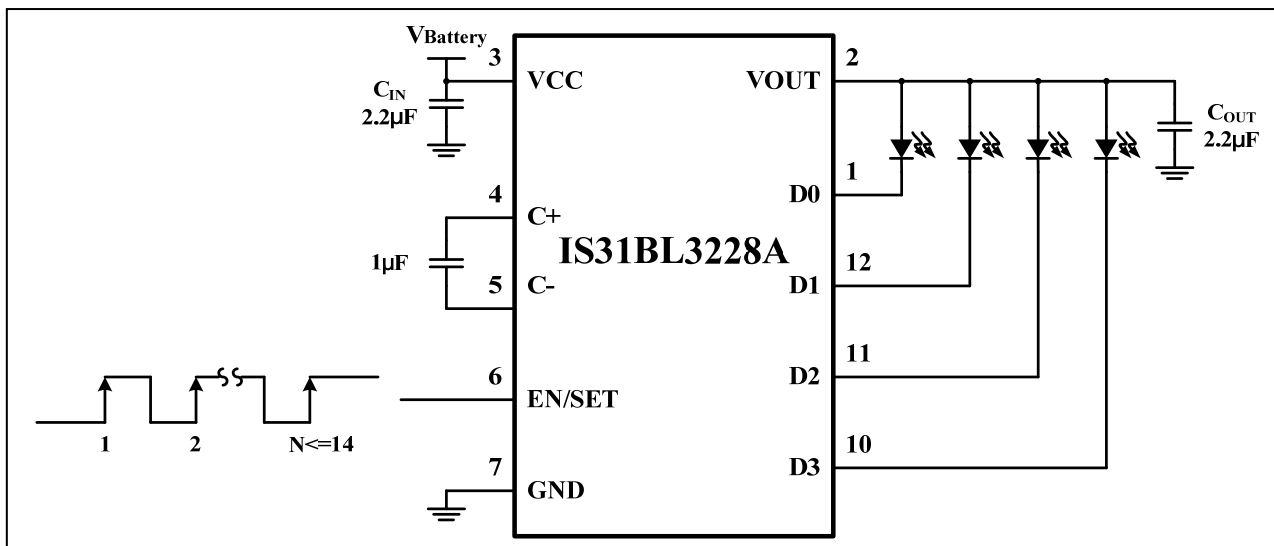 VBattery
3
VCC
CIN
2.2µF
4
C+
1µF
5
C-
6
EN/SET
1
2
N<=14
7
GND
IS31BL3228A
2
VOUT
COUT
2.2µF
1
D0
12
D1
11
D2
10
D3